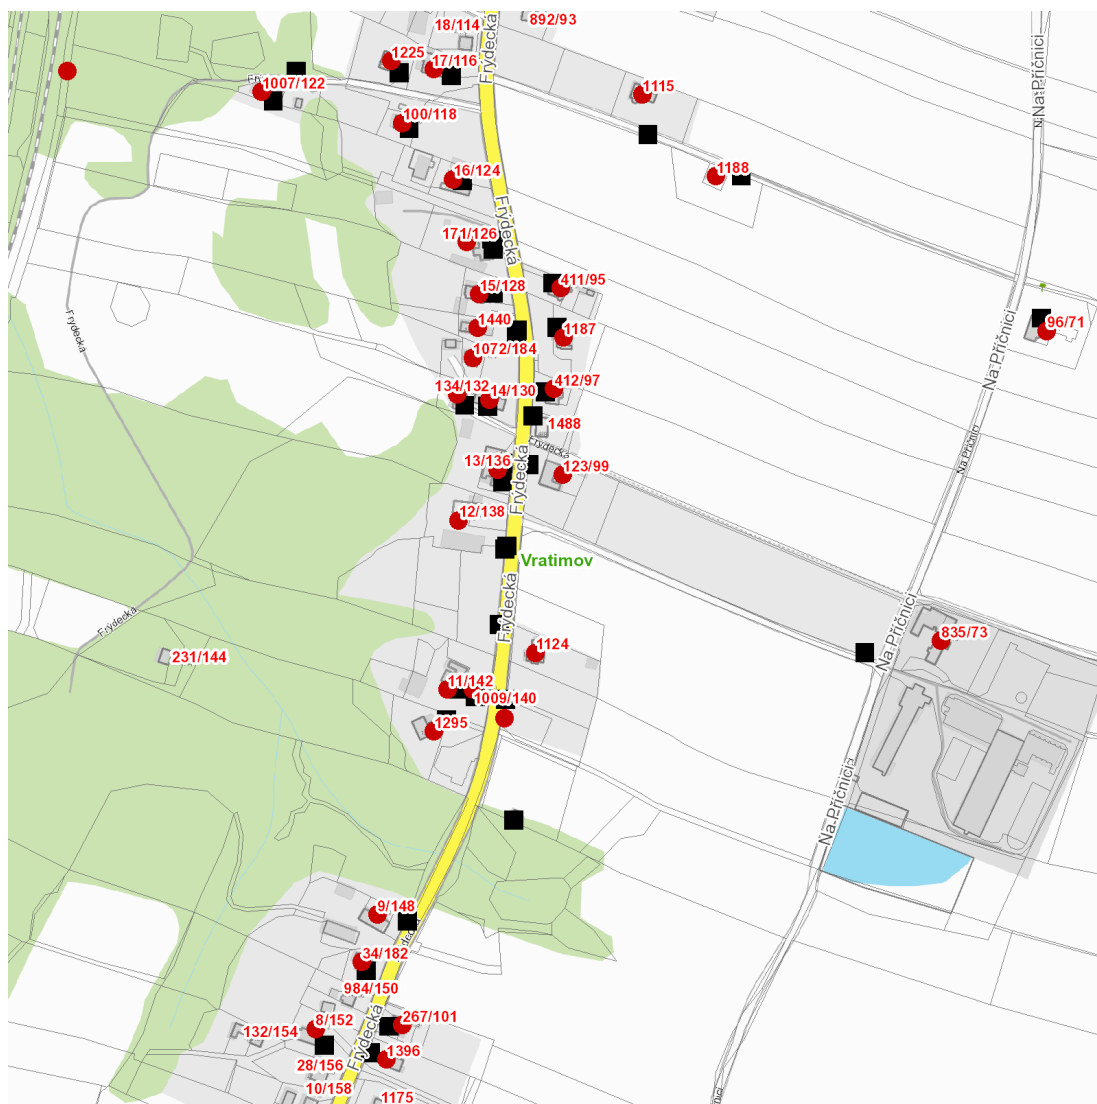 18/114
892/93
Frýdecká
1225
17/116
1007/122
1115
Na Příčnici
100/118
16/124
1188
Frýdecká
171/126
411/95
15/128
1440
1187
96/71
Frýdecká
1072/184
Na Příčnici
134/132
14/130
412/97
1488
Frýdecká
Na Příčnici
13/136
123/99
Frýdecká
12/138
Vratimov
Frýdecká
Frýdecká
Na Příčnici
835/73
231/144
1124
11/142
1009/140
1295
Na Příčnici
9/148
34/182
984/150
Frýdecká
8/152
267/101
132/154
1396
28/156
10/158
1175